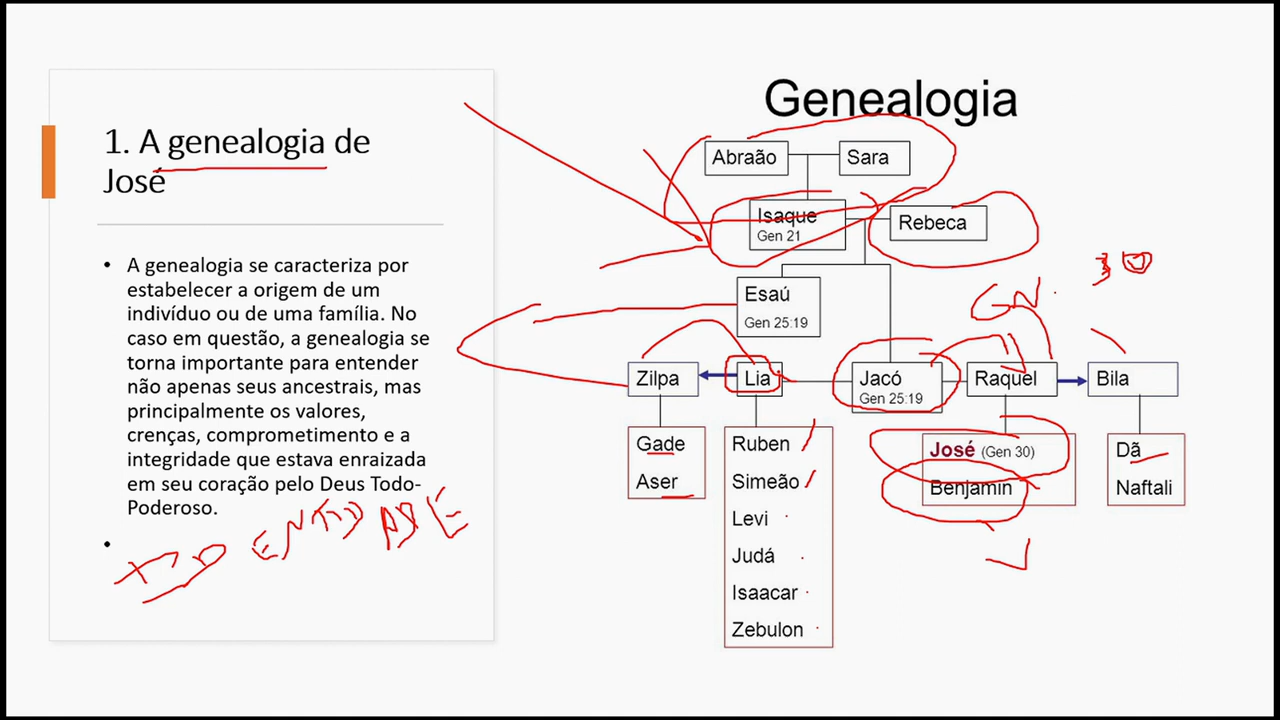 Genealogia
1. A genealogia de
José
• A genealogia se caracteriza por
estabelecer a origem de um
indivíduo ou de uma família. No
caso em questão, a genealogia se
torna importante para entender
não apenas seus ancestrais, mas
principalmente os valores,
crenças, comprometimento e a
integridade que estava enraizada
em seu coração pelo Deus Todo-
Poderoso.
•
Abraão
Sara
Isaque
Gen 21
Rebeca
Esaú
Gen 25:19
GN 30
Zilpa
Lia
Jacó
Gen 25:19
Raquel
Bila
Gade
Aser
Ruben
Simeão
Levi
Judá
Isaacar
Zebulon
José (Gen 30)
Benjamin
Dã
Naftali